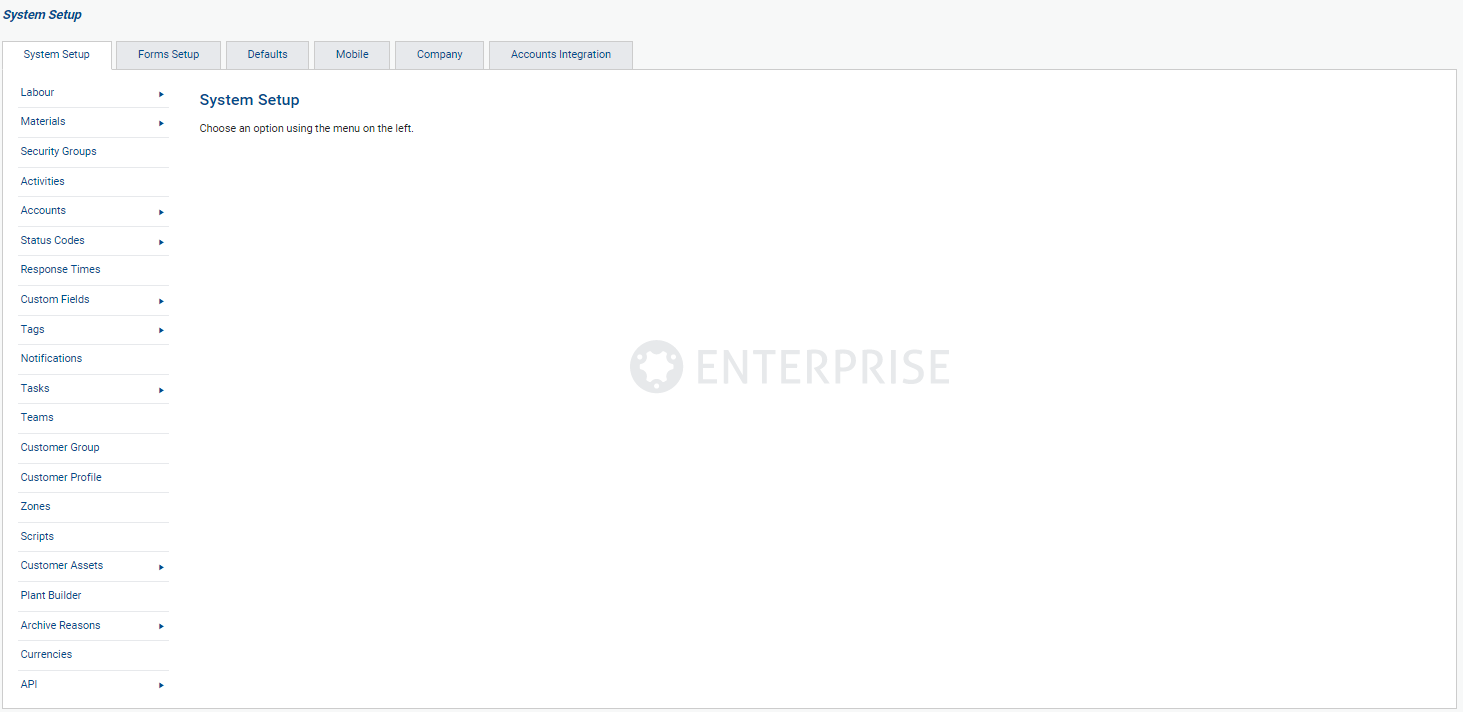 System Setup
System Setup
Forms Setup
Defaults
Mobile
Company
Accounts Integration
Labour
Materials
Security Groups
Activities
Accounts
Status Codes
Response Times
Custom Fields
Tags
Notifications
Tasks
Teams
Customer Group
Customer Profile
Zones
Scripts
Customer Assets
Plant Builder
Archive Reasons
Currencies
API
System Setup
Choose an option using the menu on the left.
ENTERPRISE